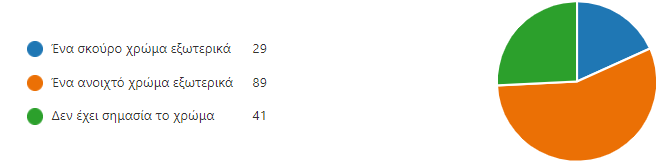 Ένα σκούρο χρώμα εξωτερικά 29
Ένα ανοιχτό χρώμα εξωτερικά 89
Δεν έχει σημασία το χρώμα 41